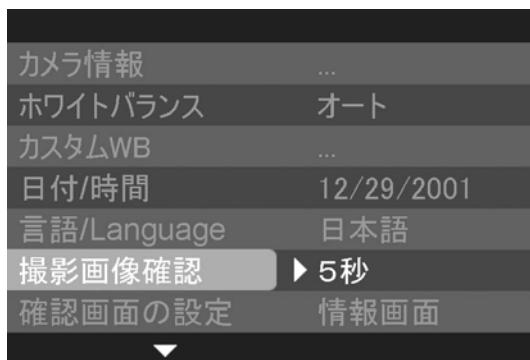 カメラ情報 ...
ホワイトバランス オート
カスタムWB ...
日付/時間 12/29/2001
言語/Language 日本語
撮影画像確認 5秒
確認画面の設定 情報画面